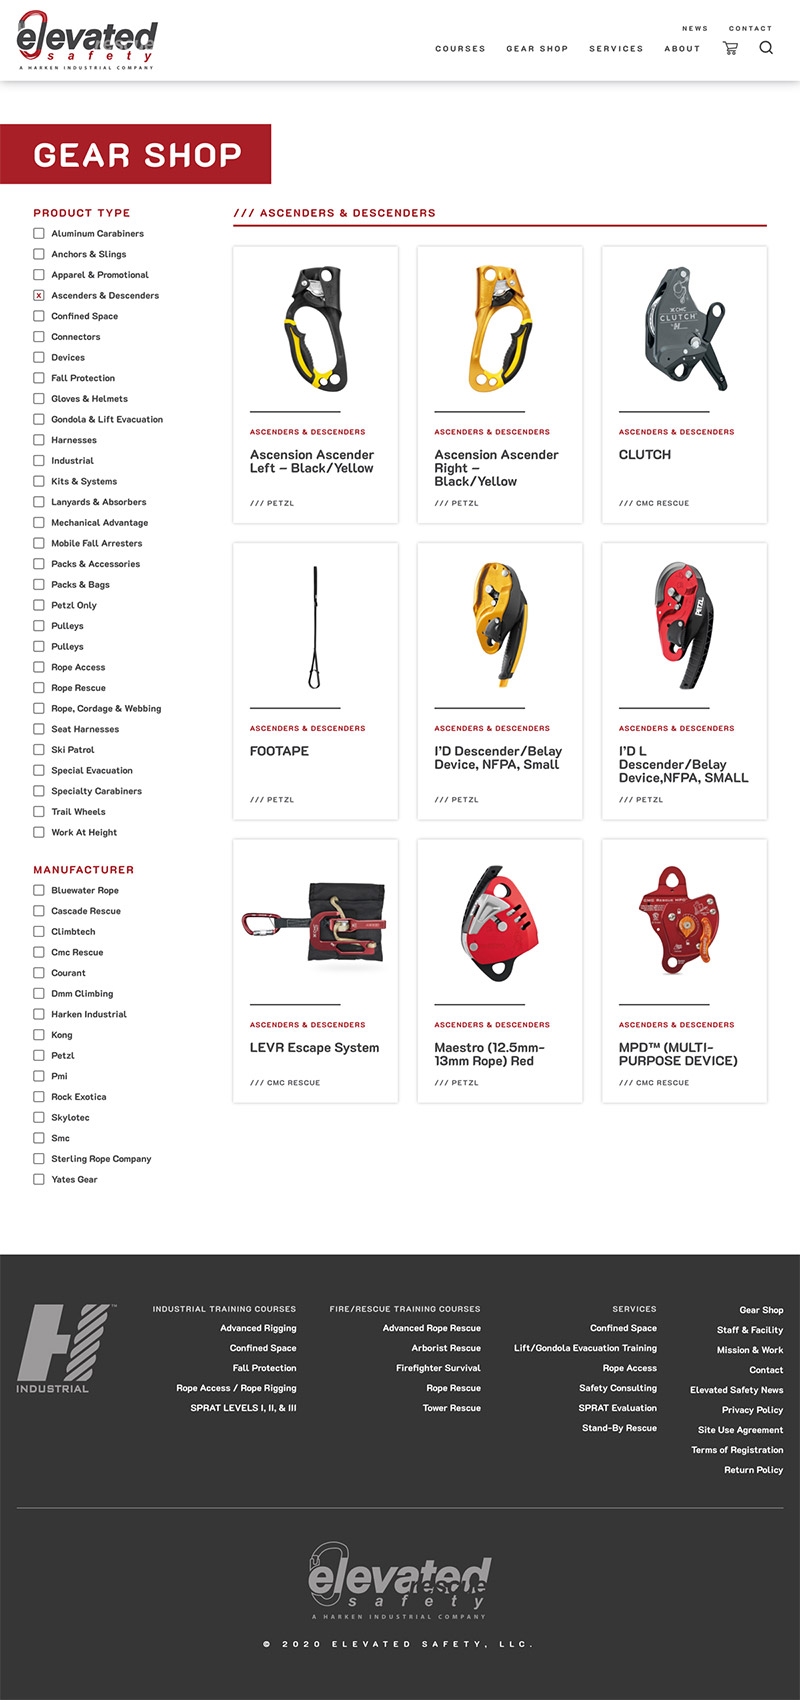 elevated
rescue
safety
A HARKEN INDUSTRIAL COMPANY
NEWS CONTACT
COURSES GEAR SHOP SERVICES ABOUT
GEAR SHOP
PRODUCT TYPE
Aluminum Carabiners
Anchors & Slings
Apparel & Promotional
x Ascenders & Descenders
Confined Space
Connectors
Devices
Fall Protection
Gloves & Helmets
Gondola & Lift Evacuation
Harnesses
Industrial
Kits & Systems
Lanyards & Absorbers
Mechanical Advantage
Mobile Fall Arresters
Packs & Accessories
Packs & Bags
Petzl Only
Pulleys
Pulleys
Rope Access
Rope Rescue
Rope, Cordage & Webbing
Seat Harnesses
Ski Patrol
Special Evacuation
Specialty Carabiners
Trail Wheels
Work At Height
MANUFACTURER
Bluewater Rope
Cascade Rescue
Climbtech
Cmc Rescue
Courant
Dmm Climbing
Harken Industrial
Kong
Petzl
Pmi
Rock Exotica
Skylotec
Smc
Sterling Rope Company
Yates Gear
/// ASCENDERS & DESCENDERS
ASCENDERS & DESCENDERS
Ascension Ascender
Left – Black/Yellow
/// PETZL
ASCENDERS & DESCENDERS
Ascension Ascender
Right –
Black/Yellow
/// PETZL
CMC
CLUTCH
ASCENDERS & DESCENDERS
CLUTCH
/// CMC RESCUE
ASCENDERS & DESCENDERS
FOOTAPE
/// PETZL
ASCENDERS & DESCENDERS
I'D Descender/Belay
Device, NFPA, Small
/// PETZL
PETZL
ASCENDERS & DESCENDERS
I'D L
Descender/Belay
Device,NFPA, SMALL
/// PETZL
ASCENDERS & DESCENDERS
LEVR Escape System
/// CMC RESCUE
ASCENDERS & DESCENDERS
Maestro (12.5mm-
13mm Rope) Red
/// PETZL
CMC RESCUE MPD
ASCENDERS & DESCENDERS
MPD™ (MULTI-
PURPOSE DEVICE)
/// CMC RESCUE
H ™
INDUSTRIAL
INDUSTRIAL TRAINING COURSES
Advanced Rigging
Confined Space
Fall Protection
Rope Access / Rope Rigging
SPRAT LEVELS I, II, & III
FIRE/RESCUE TRAINING COURSES
Advanced Rope Rescue
Arborist Rescue
Firefighter Survival
Rope Rescue
Tower Rescue
SERVICES
Confined Space
Lift/Gondola Evacuation Training
Rope Access
Safety Consulting
SPRAT Evaluation
Stand-By Rescue
Gear Shop
Staff & Facility
Mission & Work
Contact
Elevated Safety News
Privacy Policy
Site Use Agreement
Terms of Registration
Return Policy
elevated
rescue
safety
A HARKEN INDUSTRIAL COMPANY
© 2020 ELEVATED SAFETY, LLC.